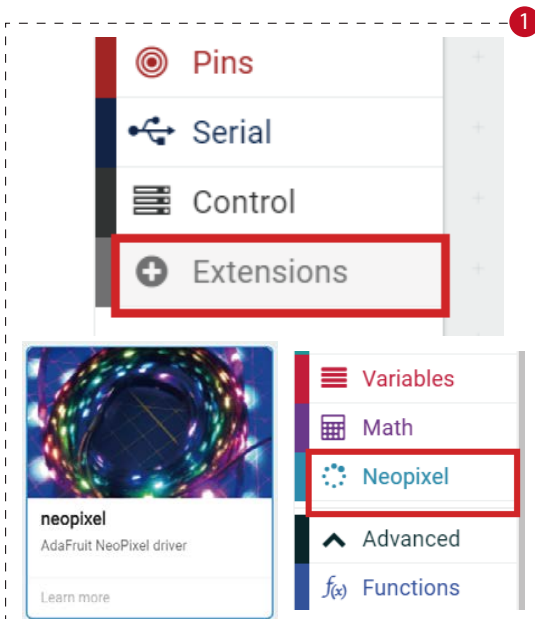 1
Pins
Serial
Control
Extensions
neopixel
AdaFruit NeoPixel driver
Learn more
Variables
Math
Neopixel
Advanced
f(x) Functions